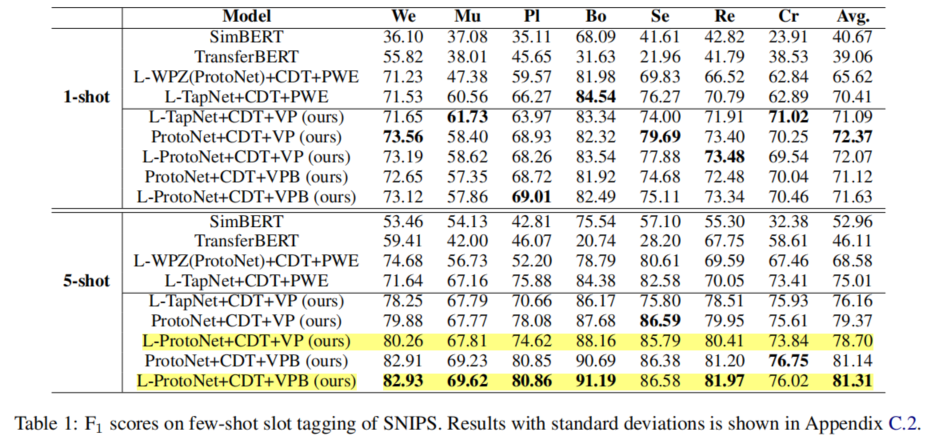 Model We Mu Pl Bo Se Re Cr Avg.
1-shot
SimBERT 36.10 37.08 35.11 68.09 41.61 42.82 23.91 40.67
TransferBERT 55.82 38.01 45.65 31.63 21.96 41.79 38.53 39.06
L-WPZ(ProtoNet)+CDT+PWE 71.23 47.38 59.57 81.98 69.83 66.52 62.84 65.62
L-TapNet+CDT+PWE 71.53 60.56 66.27 84.54 76.27 70.79 62.89 70.41
L-TapNet+CDT+VP (ours) 71.65 61.73 63.97 83.34 74.00 71.91 71.02 71.09
ProtoNet+CDT+VP (ours) 73.56 58.40 68.93 82.32 79.69 73.40 70.25 72.37
L-ProtoNet+CDT+VP (ours) 73.19 58.62 68.26 83.54 77.88 73.48 69.54 72.07
ProtoNet+CDT+VPB (ours) 72.65 57.35 68.72 81.92 74.68 72.48 70.04 71.12
L-ProtoNet+CDT+VPB (ours) 73.12 57.86 69.01 82.49 75.11 73.34 70.46 71.63
5-shot
SimBERT 53.46 54.13 42.81 75.54 57.10 55.30 32.38 52.96
TransferBERT 59.41 42.00 46.07 20.74 28.20 67.75 58.61 46.11
L-WPZ(ProtoNet)+CDT+PWE 74.68 56.73 52.20 78.79 80.61 69.59 67.46 68.58
L-TapNet+CDT+PWE 71.64 67.16 75.88 84.38 82.58 70.05 73.41 75.01
L-TapNet+CDT+VP (ours) 78.25 67.79 70.66 86.17 75.80 78.51 75.93 76.16
ProtoNet+CDT+VP (ours) 79.88 67.77 78.08 87.68 86.59 79.95 75.61 79.37
L-ProtoNet+CDT+VP (ours) 80.26 67.81 74.62 88.16 85.79 80.41 73.84 78.70
ProtoNet+CDT+VPB (ours) 82.91 69.23 80.85 90.69 86.38 81.20 76.75 81.14
L-ProtoNet+CDT+VPB (ours) 82.93 69.62 80.86 91.19 86.58 81.97 76.02 81.31
Table 1: F₁ scores on few-shot slot tagging of SNIPS. Results with standard deviations is shown in Appendix C.2.